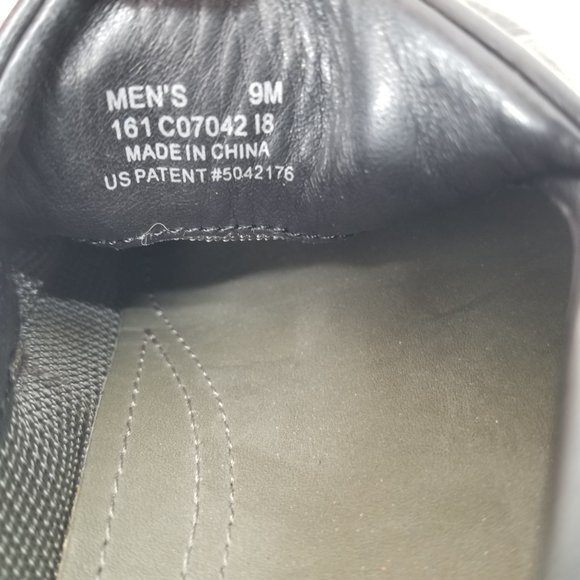 MEN'S 9M
161 C07042 I8
MADE IN CHINA
US PATENT #5042176